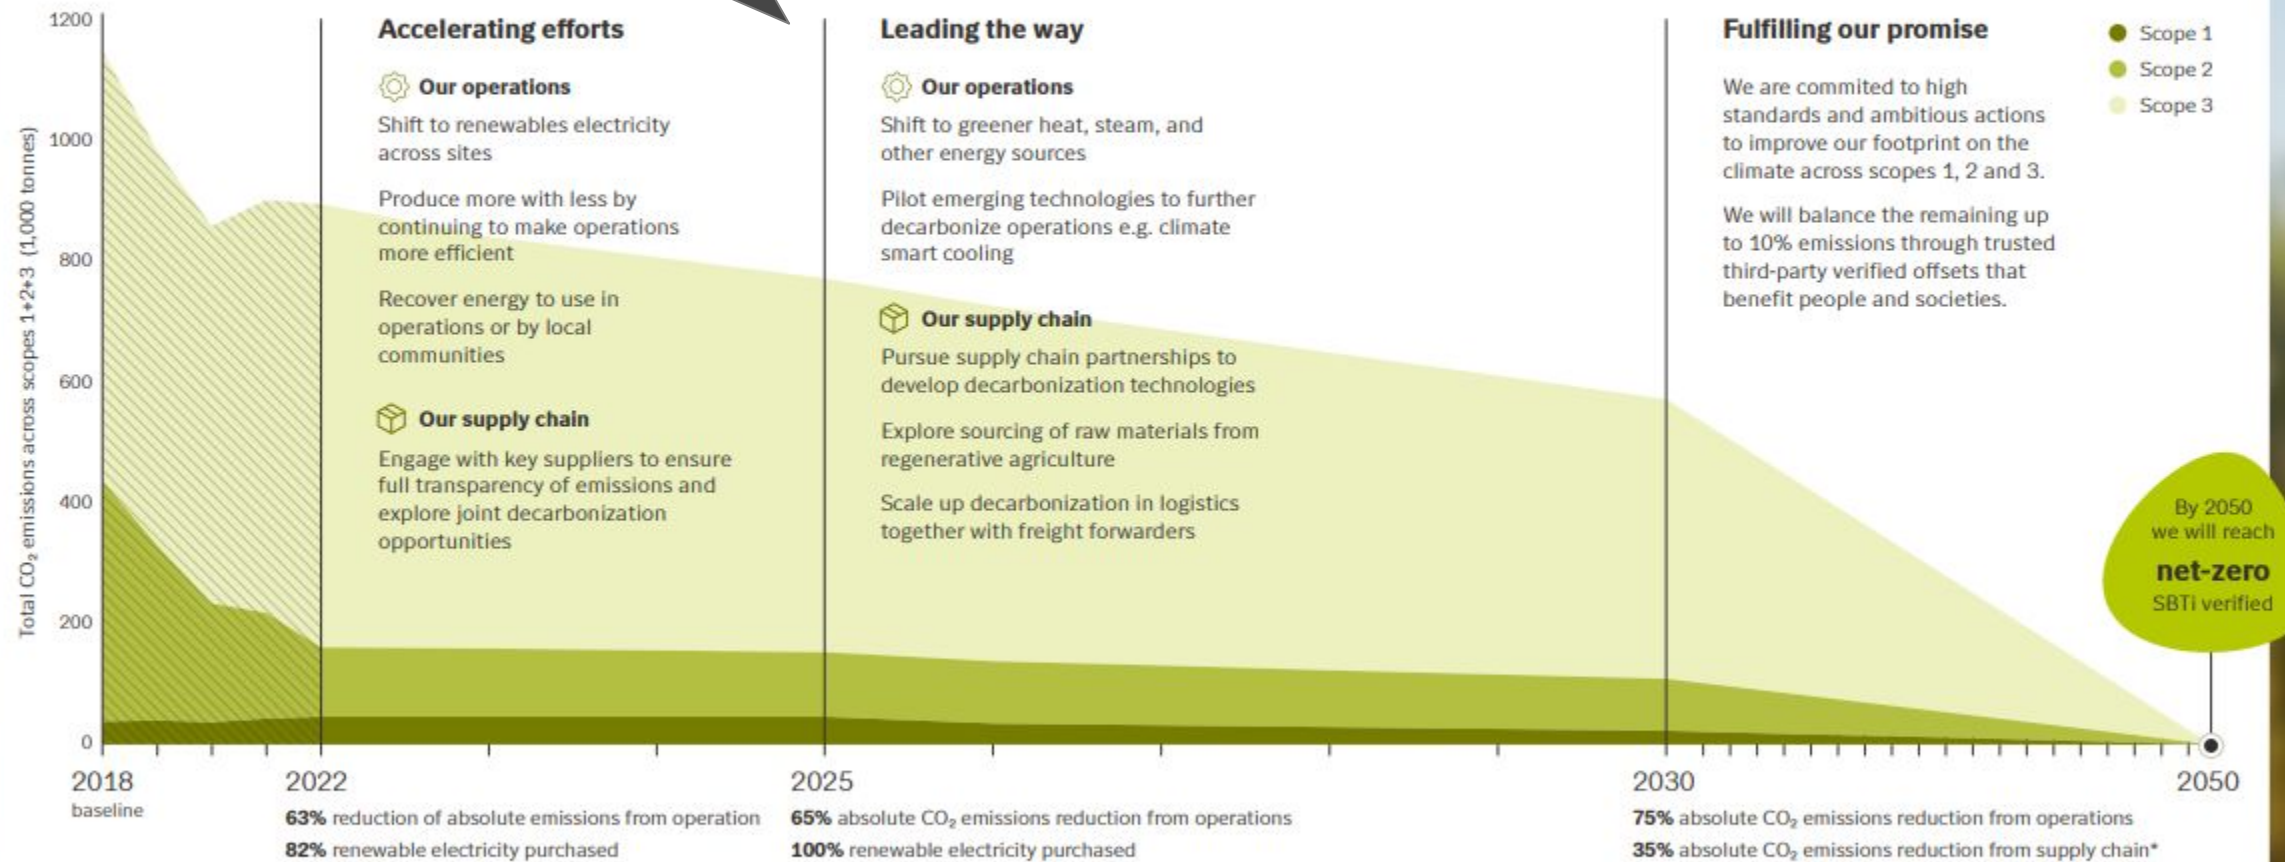 Total CO₂ emissions across scopes 1+2+3 (1,000 tonnes)
1200
1000
800
600
400
200
0
Accelerating efforts
Our operations
Shift to renewables electricity
across sites
Produce more with less by
continuing to make operations
more efficient
Recover energy to use in
operations or by local
communities
Our supply chain
Engage with key suppliers to ensure
full transparency of emissions and
explore joint decarbonization
opportunities
Leading the way
Our operations
Shift to greener heat, steam, and
other energy sources
Pilot emerging technologies to further
decarbonize operations e.g. climate
smart cooling
Our supply chain
Pursue supply chain partnerships to
develop decarbonization technologies
Explore sourcing of raw materials from
regenerative agriculture
Scale up decarbonization in logistics
together with freight forwarders
Fulfilling our promise
We are commited to high
standards and ambitious actions
to improve our footprint on the
climate across scopes 1, 2 and 3.
We will balance the remaining up
to 10% emissions through trusted
third-party verified offsets that
benefit people and societies.
Scope 1
Scope 2
Scope 3
By 2050
we will reach
net-zero
SBTi verified
2018
baseline
2022
63% reduction of absolute emissions from operation
82% renewable electricity purchased
2025
65% absolute CO₂ emissions reduction from operations
100% renewable electricity purchased
2030
75% absolute CO₂ emissions reduction from operations
35% absolute CO₂ emissions reduction from supply chain*
2050